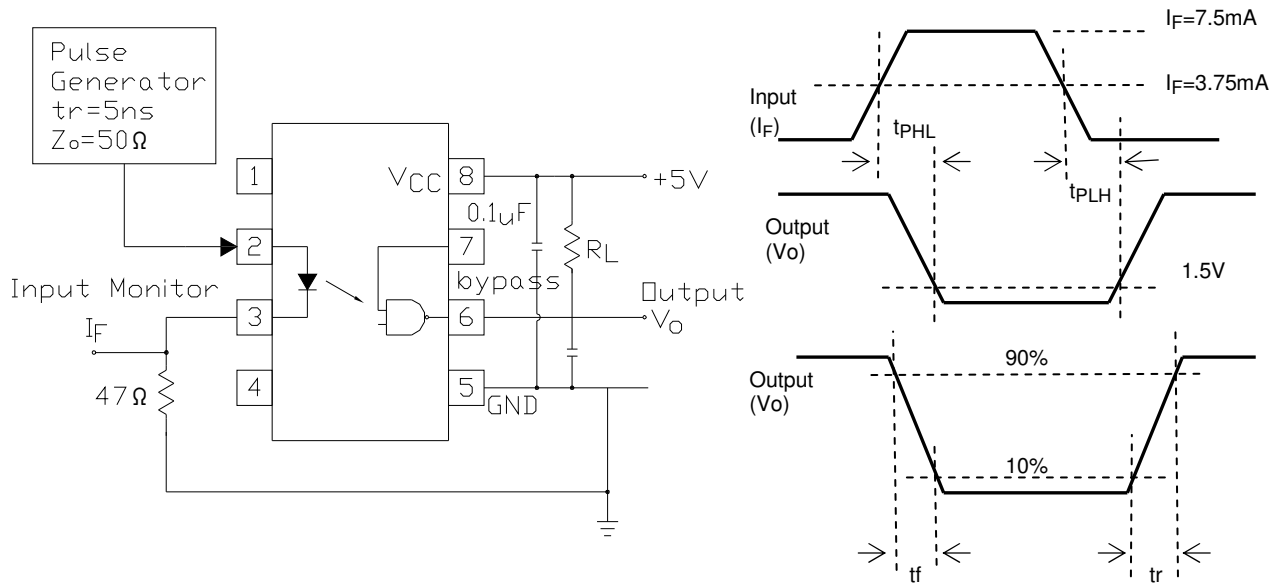 Pulse
Generator
tr=5ns
Zo=50Ω
1
2
3
4
VCC
8
7
6
5
GND
0.1uF
bypass
RL
+5V
Output
Vo
Input Monitor
IF
47Ω
IF=7.5mA
IF=3.75mA
Input
(IF)
tPHL
tPLH
Output
(Vo)
1.5V
Output
(Vo)
90%
10%
tf
tr